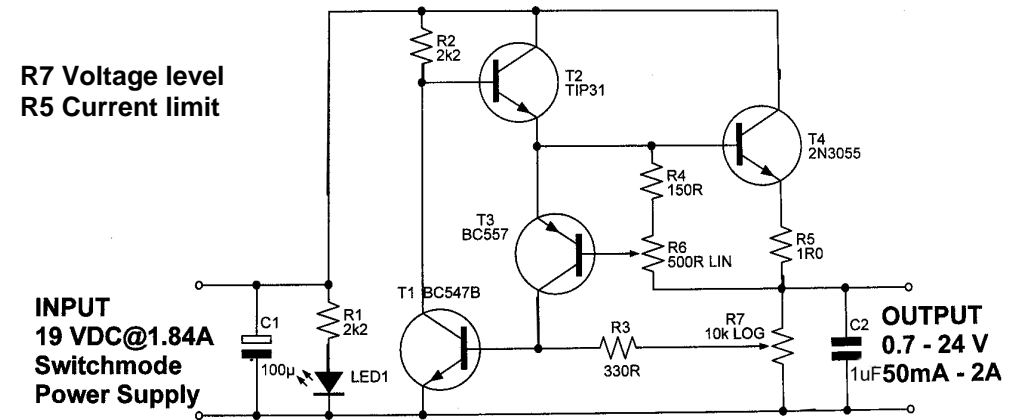 R7 Voltage level
R5 Current limit
R2
2k2
T2
TIP31
T4
2N3055
R4
150R
T3
BC557
R6
500R LIN
R5
1R0
INPUT
19 VDC@1.84A
Switchmode
Power Supply
C1
100µ
R1
2k2
LED1
T1 BC547B
R3
330R
R7
10k LOG
C2
1uF
OUTPUT
0.7 - 24 V
50mA - 2A